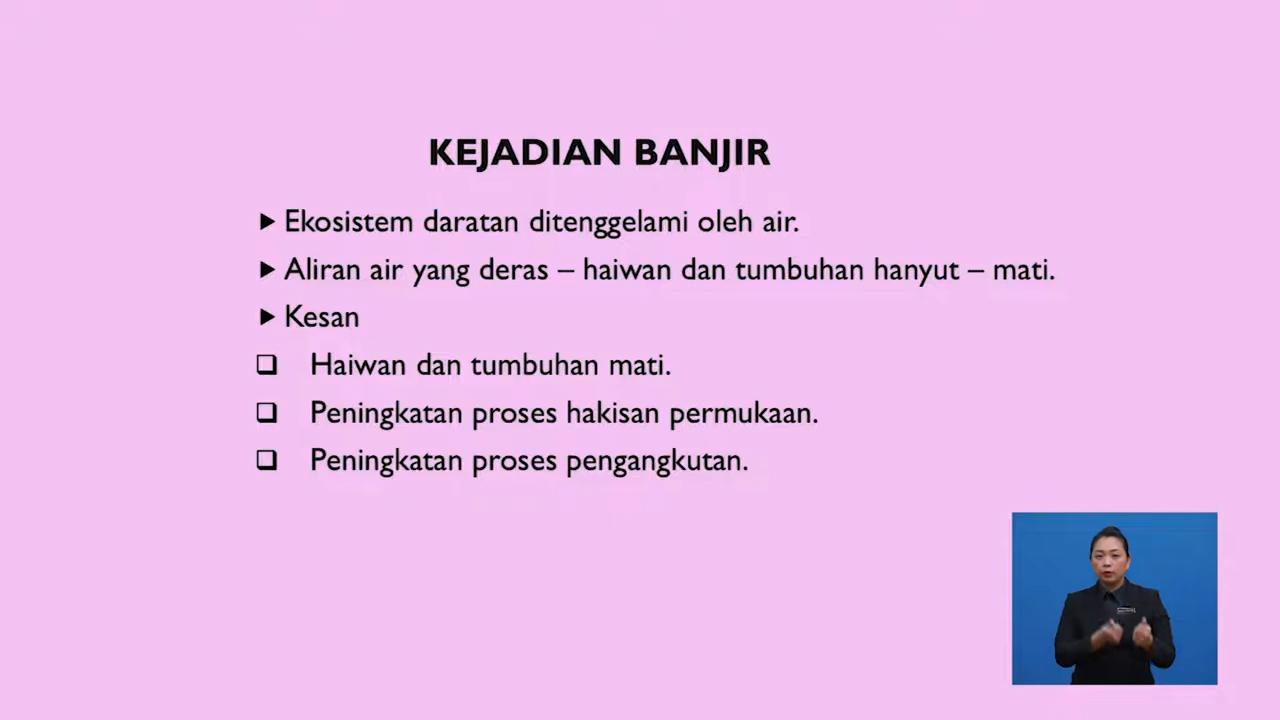 KEJADIAN BANJIR
Ekosistem daratan ditenggelami oleh air.
Aliran air yang deras – haiwan dan tumbuhan hanyut – mati.
Kesan
Haiwan dan tumbuhan mati.
Peningkatan proses hakisan permukaan.
Peningkatan proses pengangkutan.